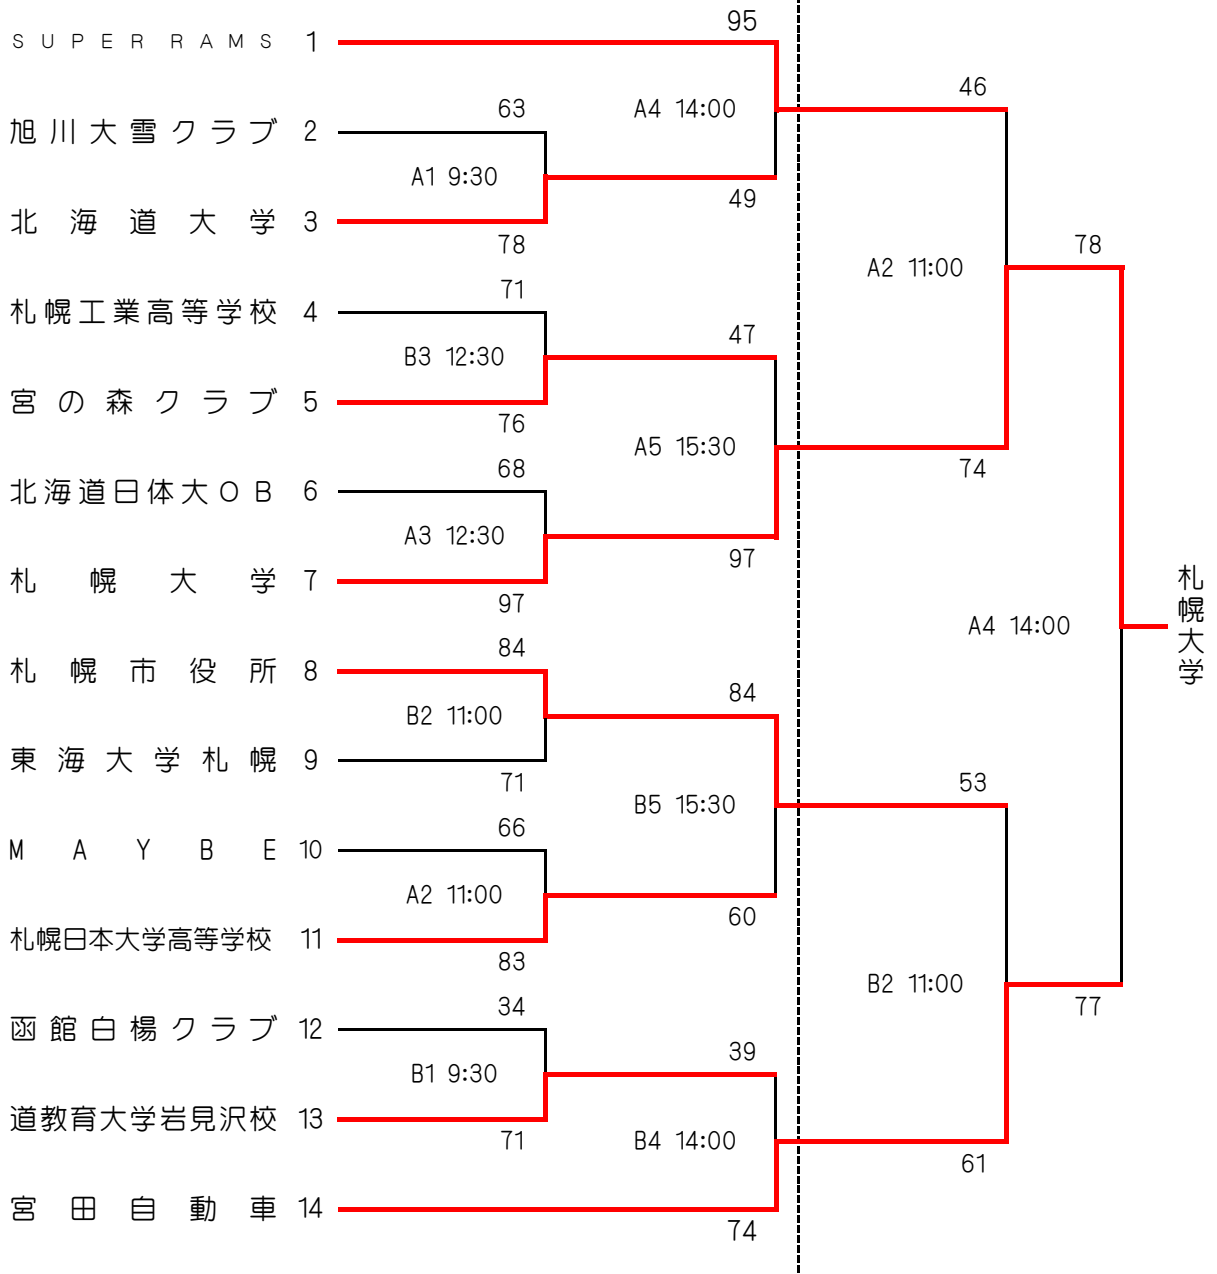 95
SUPER RAMS 1
46
63
A4 14:00
旭川大雪クラブ 2
A1 9:30
49
北海道大学 3
78
78
A2 11:00
71
札幌工業高等学校 4
47
B3 12:30
宮の森クラブ 5
76
A5 15:30
68
74
北海道日体大OB 6
A3 12:30
97
札幌大学 7
97
札幌大学
A4 14:00
84
札幌市役所 8
84
B2 11:00
東海大学札幌 9
71
53
B5 15:30
66
MAYBE 10
A2 11:00
60
札幌日本大学高等学校 11
83
B2 11:00
34
77
函館白楊クラブ 12
39
B1 9:30
道教育大学岩見沢校 13
71
B4 14:00
61
宮田自動車 14
74